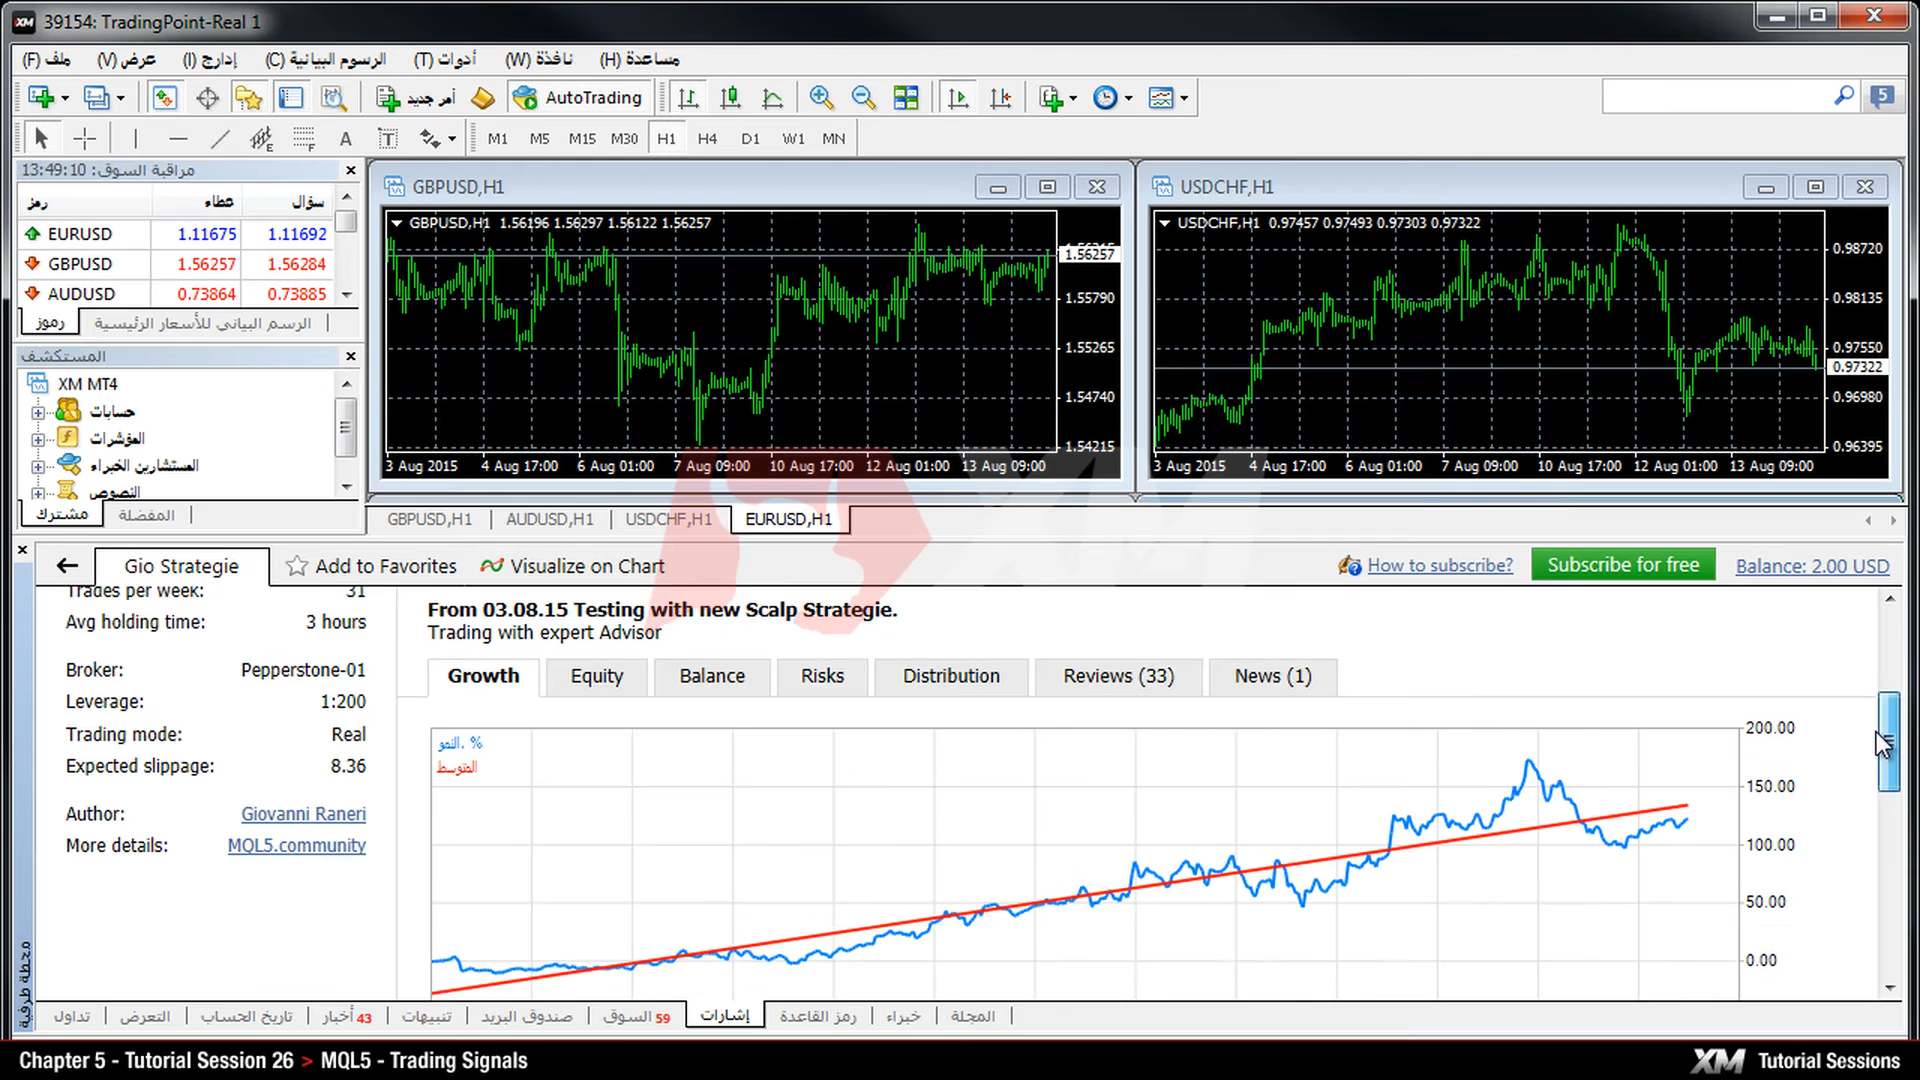 XM 39154: TradingPoint-Real 1
ملف (F) عرض (V) إدارج (I) الرسوم البيانية (C) أدوات (T) نافذة (W) مساعدة (H)
أمر جديد AutoTrading 5
A T E F M1 M5 M15 M30 H1 H4 D1 W1 MN
مراقبة السوق: 13:49:10
رمز عطاء سؤال
EURUSD 1.11675 1.11692
GBPUSD 1.56257 1.56284
AUDUSD 0.73864 0.73885
رموز الرسم البياني للأسعار الرئيسية
المستكشف
XM MT4
حسابات
المؤشرات
المستشارين الخبراء
النصوص
مشترك المفضلة
GBPUSD,H1
GBPUSD,H1 1.56196 1.56297 1.56122 1.56257
1.56257
1.55790
1.55265
1.54740
1.54215
3 Aug 2015 4 Aug 17:00 6 Aug 01:00 7 Aug 09:00 10 Aug 17:00 12 Aug 01:00 13 Aug 09:00
USDCHF,H1
USDCHF,H1 0.97457 0.97493 0.97303 0.97322
0.98720
0.98135
0.97550
0.97322
0.96980
0.96395
3 Aug 2015 4 Aug 17:00 6 Aug 01:00 7 Aug 09:00 10 Aug 17:00 12 Aug 01:00 13 Aug 09:00
GBPUSD,H1 AUDUSD,H1 USDCHF,H1 EURUSD,H1
XM
Gio Strategie Add to Favorites Visualize on Chart How to subscribe? Subscribe for free Balance: 2.00 USD
Trades per week: 31
Avg holding time: 3 hours
Broker: Pepperstone-01
Leverage: 1:200
Trading mode: Real
Expected slippage: 8.36
Author: Giovanni Raneri
More details: MQL5.community
From 03.08.15 Testing with new Scalp Strategie.
Trading with expert Advisor
Growth Equity Balance Risks Distribution Reviews (33) News (1)
النمو. %
المتوسط
200.00
150.00
100.00
50.00
0.00
محطة طرفية
تداول التعرض تاريخ الحساب أخبار 43 تنبيهات صندوق البريد السوق 59 إشارات رمز القاعدة خبراء المجلة
Chapter 5 - Tutorial Session 26 > MQL5 - Trading Signals
XM Tutorial Sessions